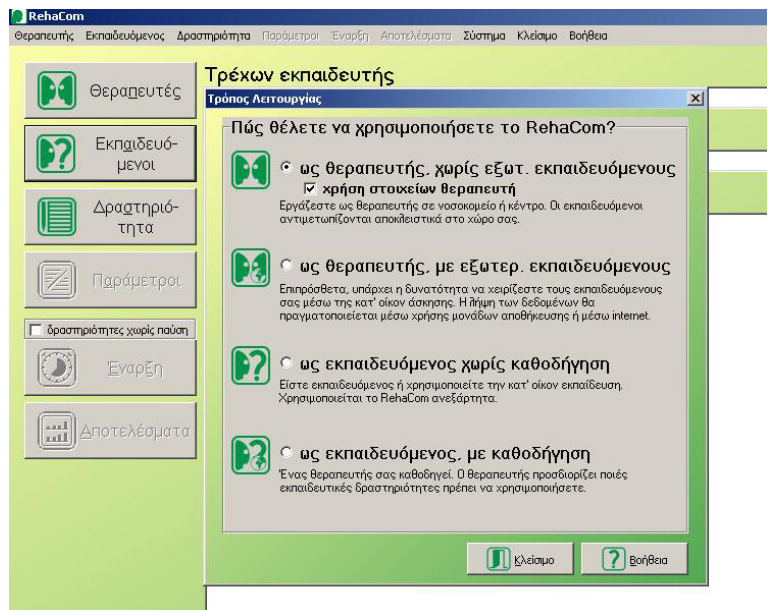 RehaCom
Θεραπευτής Εκπαιδευόμενος Δραστηριότητα Παράμετροι Έναρξη Αποτελέσματα Σύστημα Κλείσιμο Βοήθεια
Θεραπευτές
Εκπαιδευό-
μενοι
Δραστηριό-
τητα
Παράμετροι
δραστηριότητες χωρίς παύση
Έναρξη
Αποτελέσματα
Τρέχων εκπαιδευτής
Τρόπος Λειτουργίας
Πώς θέλετε να χρησιμοποιήσετε το RehaCom?
ως θεραπευτής, χωρίς εξωτ. εκπαιδευόμενους
χρήση στοιχείων θεραπευτή
Εργάζεστε ως θεραπευτής σε νοσοκομείο ή κέντρο. Οι εκπαιδευόμενοι
αντιμετωπίζονται αποκλειστικά στο χώρο σας.
ως θεραπευτής, με εξωτερ. εκπαιδευόμενους
Επιπρόσθετα, υπάρχει η δυνατότητα να χειρίζεστε τους εκπαιδευόμενους
σας μέσω της κατ' οίκον άσκησης. Η λήψη των δεδομένων θα
πραγματοποιείεται μέσω χρήσης μονάδων αποθήκευσης ή μέσω internet.
ως εκπαιδευόμενος χωρίς καθοδήγηση
Είστε εκπαιδευόμενος ή χρησιμοποιείτε την κατ' οίκον εκπαίδευση.
Χρησιμοποιείται το RehaCom ανεξάρτητα.
ως εκπαιδευόμενος, με καθοδήγηση
Ένας θεραπευτής σας καθοδηγεί. Ο θεραπευτής προσδιορίζει ποιές
εκπαιδευτικές δραστηριότητες πρέπει να χρησιμοποιήσετε.
Κλείσιμο
Βοήθεια